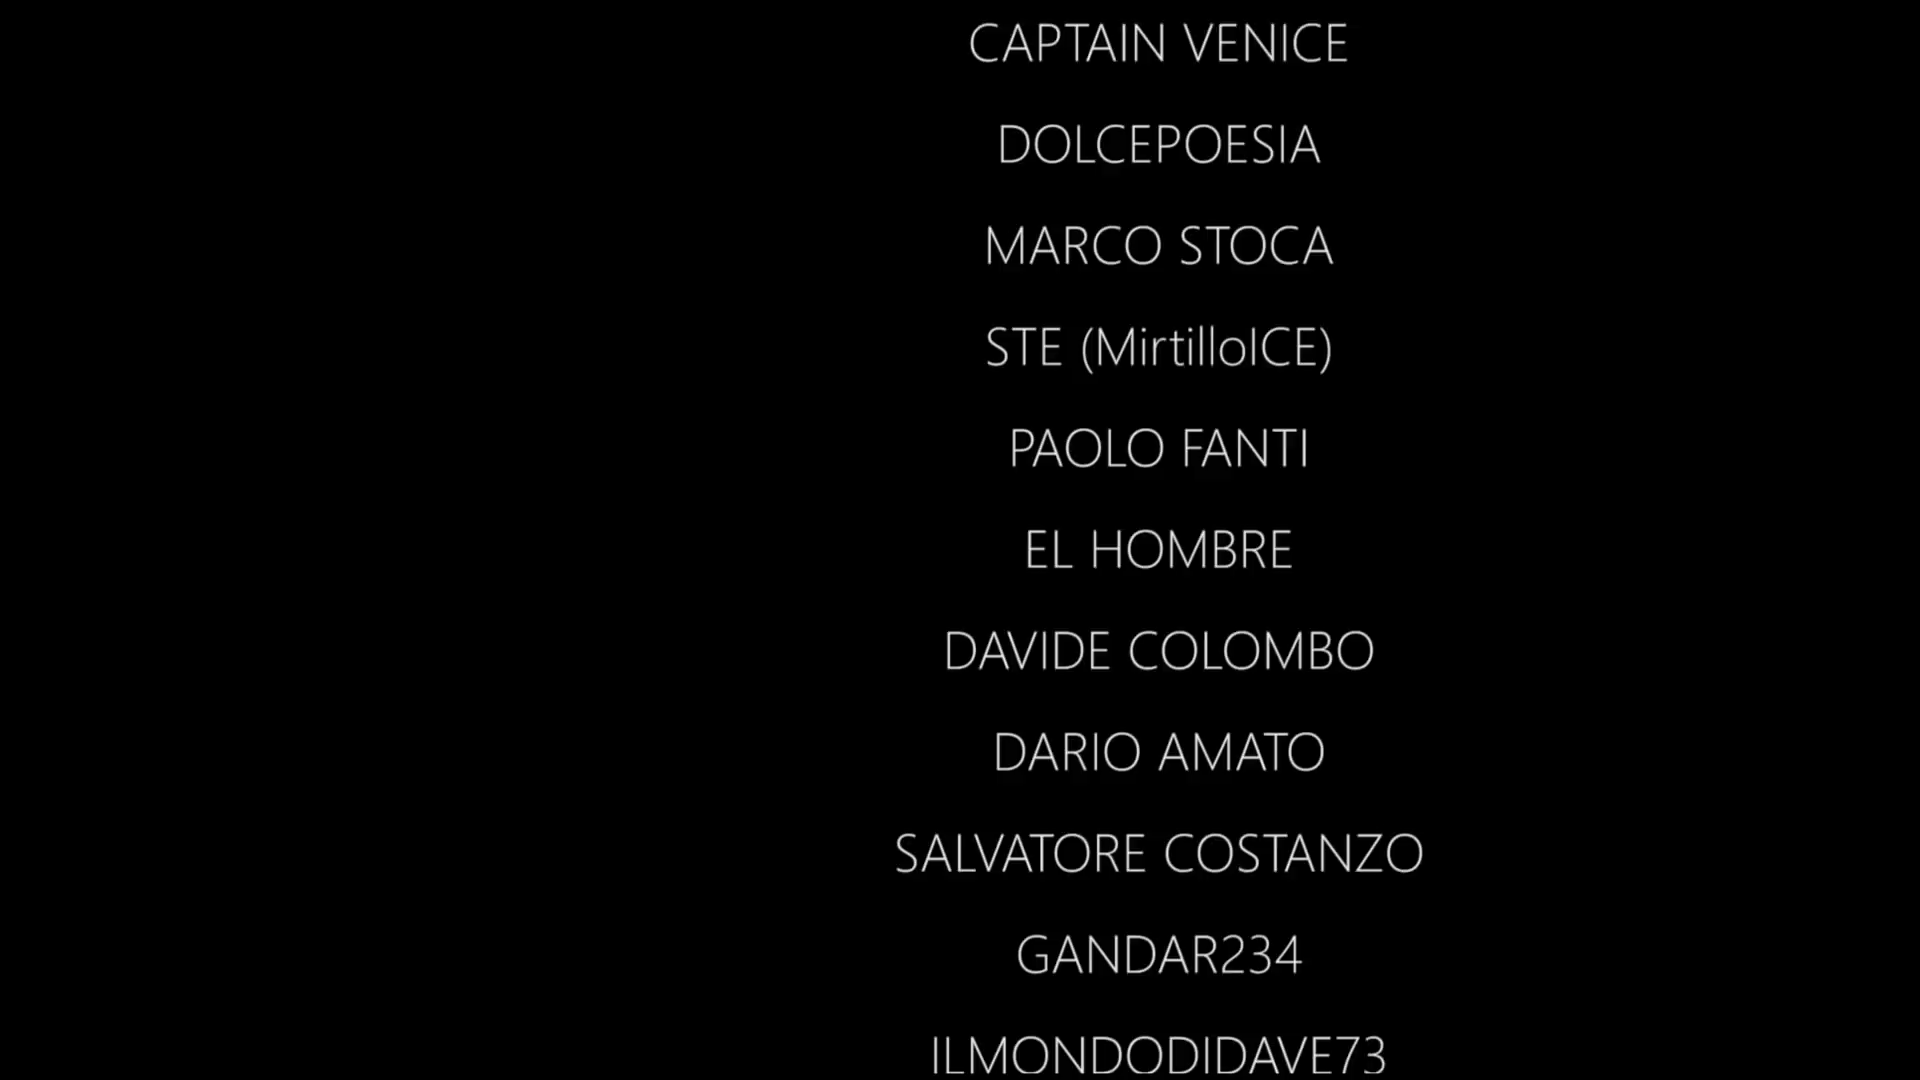 CAPTAIN VENICE
DOLCEPOESIA
MARCO STOCA
STE (MirtilloICE)
PAOLO FANTI
EL HOMBRE
DAVIDE COLOMBO
DARIO AMATO
SALVATORE COSTANZO
GANDAR234
ILMONDODIDAVE73